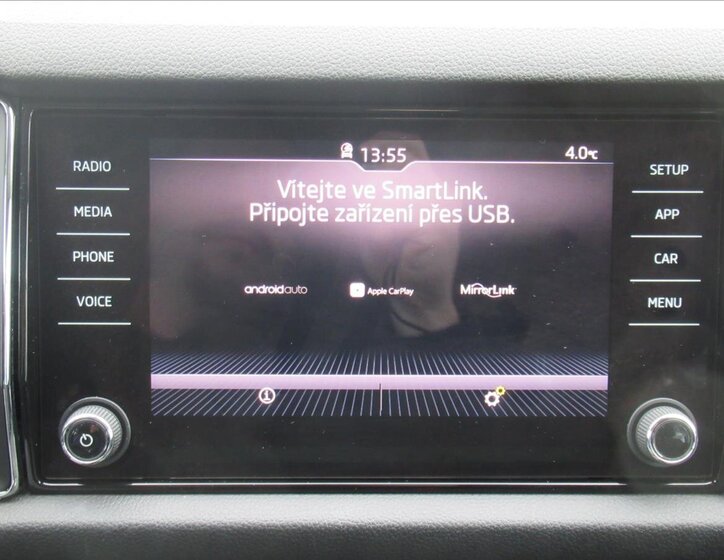 13:55
4.0°C
RADIO
MEDIA
PHONE
VOICE
Vítejte ve SmartLink.
Připojte zařízení přes USB.
androidauto
Apple CarPlay
MirrorLink
SETUP
APP
CAR
MENU